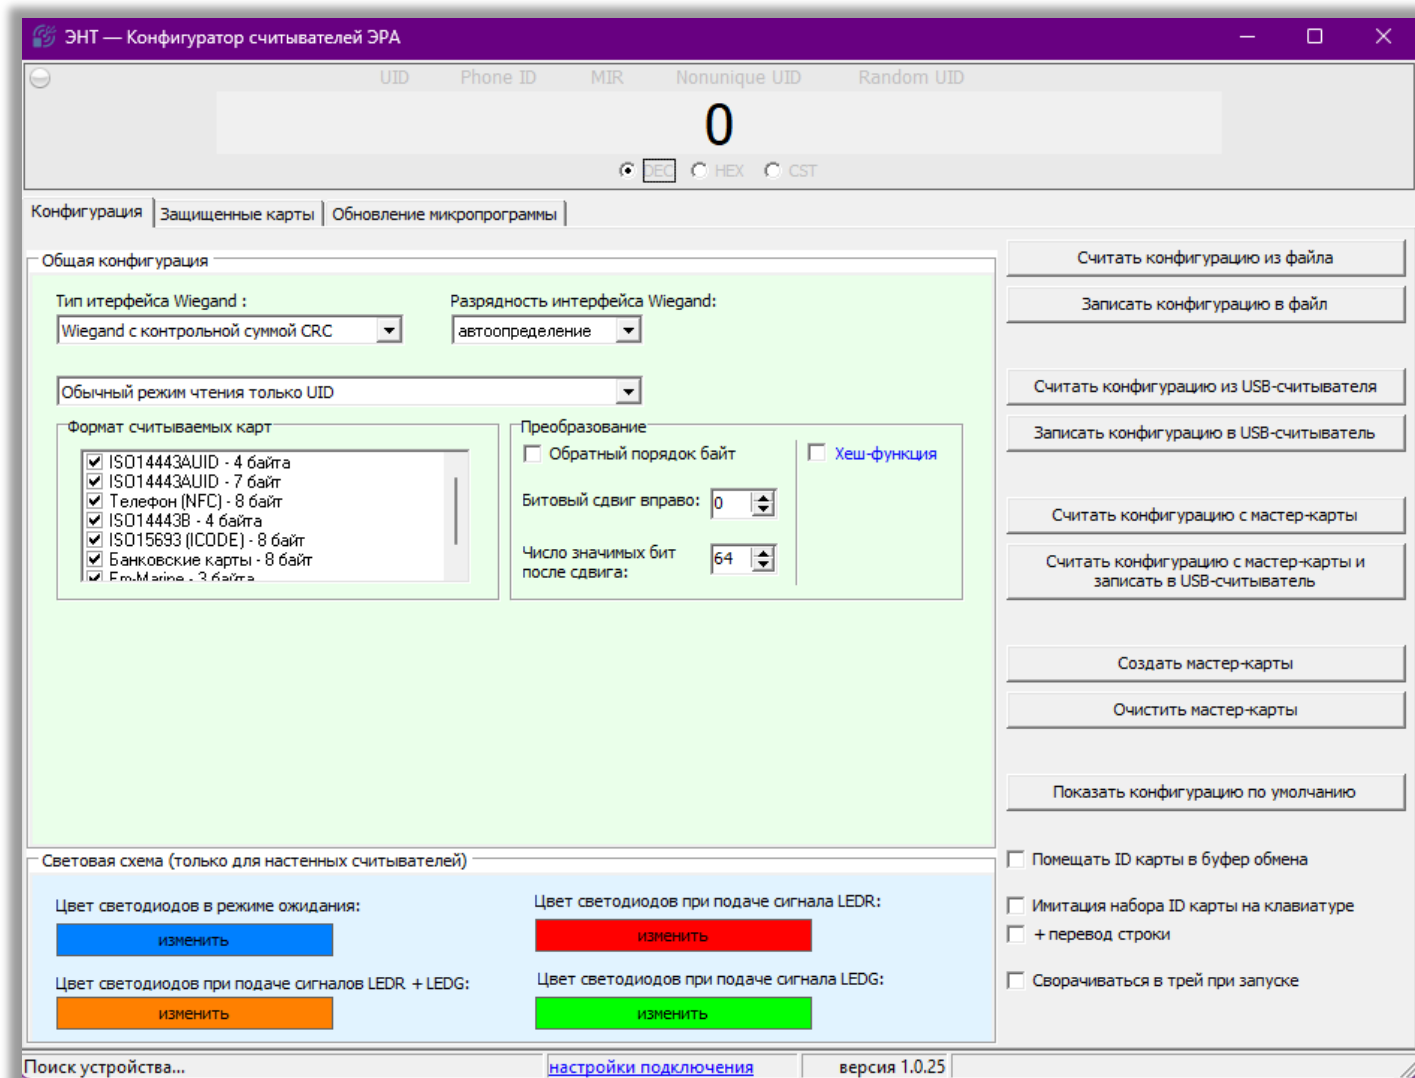 ЭНТ — Конфигуратор считывателей ЭРА
UID Phone ID MIR Nonunique UID Random UID
0
DEC HEX CST
Конфигурация Защищенные карты Обновление микропрограммы
Общая конфигурация
Тип итерфейса Wiegand : Разрядность интерфейса Wiegand:
Wiegand с контрольной суммой CRC автоопределение
Обычный режим чтения только UID
Формат считываемых карт
ISO14443AUID - 4 байта
ISO14443AUID - 7 байт
Телефон (NFC) - 8 байт
ISO14443B - 4 байта
ISO15693 (ICODE) - 8 байт
Банковские карты - 8 байт
Em-Marine - 3 байта
Преобразование
Обратный порядок байт Хеш-функция
Битовый сдвиг вправо: 0
Число значимых бит
после сдвига: 64
Световая схема (только для настенных считывателей)
Цвет светодиодов в режиме ожидания: Цвет светодиодов при подаче сигнала LEDR:
изменить изменить
Цвет светодиодов при подаче сигналов LEDR + LEDG: Цвет светодиодов при подаче сигнала LEDG:
изменить изменить
Считать конфигурацию из файла
Записать конфигурацию в файл
Считать конфигурацию из USB-считывателя
Записать конфигурацию в USB-считыватель
Считать конфигурацию с мастер-карты
Считать конфигурацию с мастер-карты и
записать в USB-считыватель
Создать мастер-карты
Очистить мастер-карты
Показать конфигурацию по умолчанию
Помещать ID карты в буфер обмена
Имитация набора ID карты на клавиатуре
+ перевод строки
Сворачиваться в трей при запуске
Поиск устройства... настройки подключения версия 1.0.25